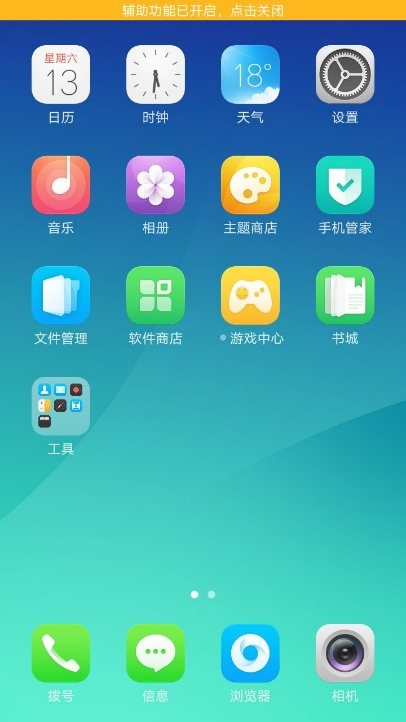 辅助功能已开启，点击关闭
星期六
13
18°
日历
时钟
天气
设置
音乐
相册
主题商店
手机管家
文件管理
软件商店
游戏中心
书城
工具
拨号
信息
浏览器
相机